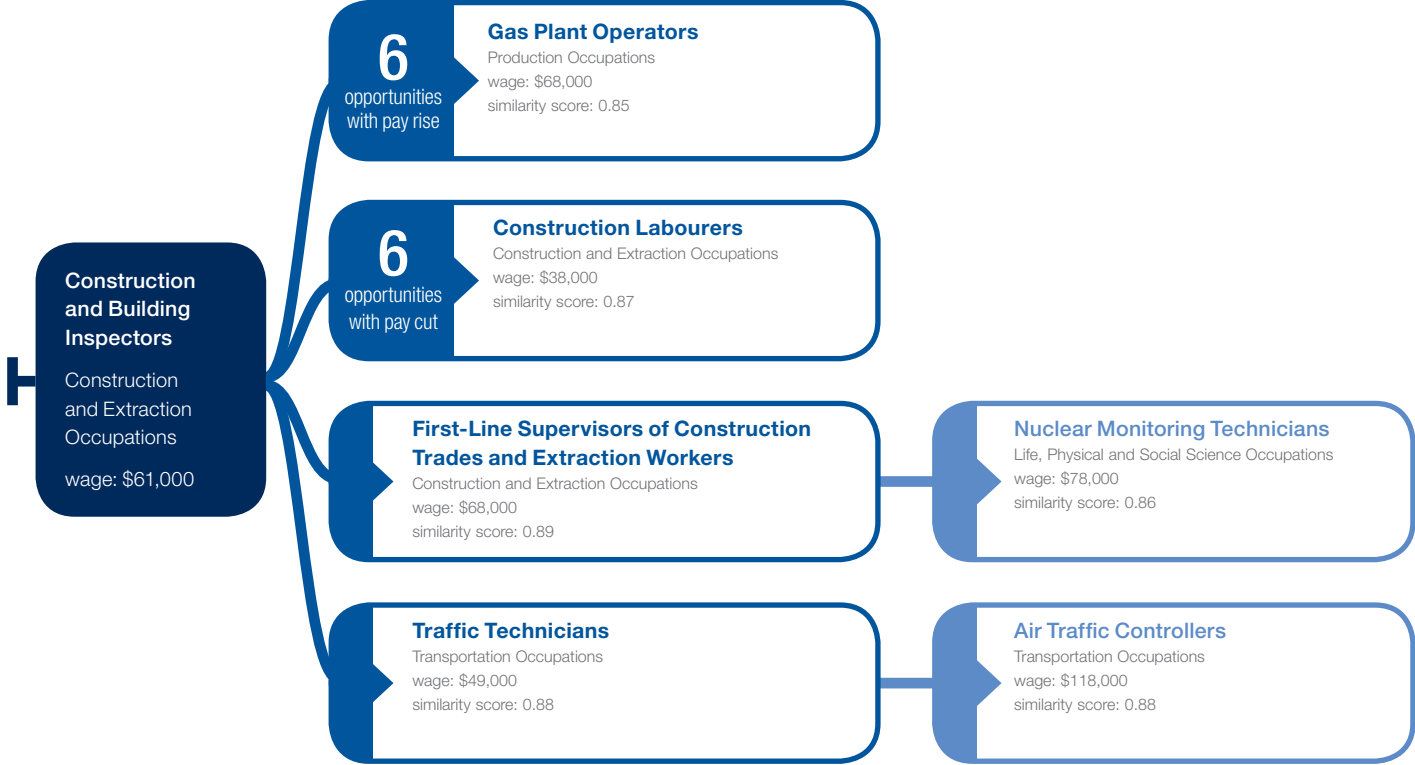 Construction
and Building
Inspectors
Construction
and Extraction
Occupations
wage: $61,000
6
opportunities
with pay rise
Gas Plant Operators
Production Occupations
wage: $68,000
similarity score: 0.85
6
opportunities
with pay cut
Construction Labourers
Construction and Extraction Occupations
wage: $38,000
similarity score: 0.87
First-Line Supervisors of Construction
Trades and Extraction Workers
Construction and Extraction Occupations
wage: $68,000
similarity score: 0.89
Nuclear Monitoring Technicians
Life, Physical and Social Science Occupations
wage: $78,000
similarity score: 0.86
Traffic Technicians
Transportation Occupations
wage: $49,000
similarity score: 0.88
Air Traffic Controllers
Transportation Occupations
wage: $118,000
similarity score: 0.88